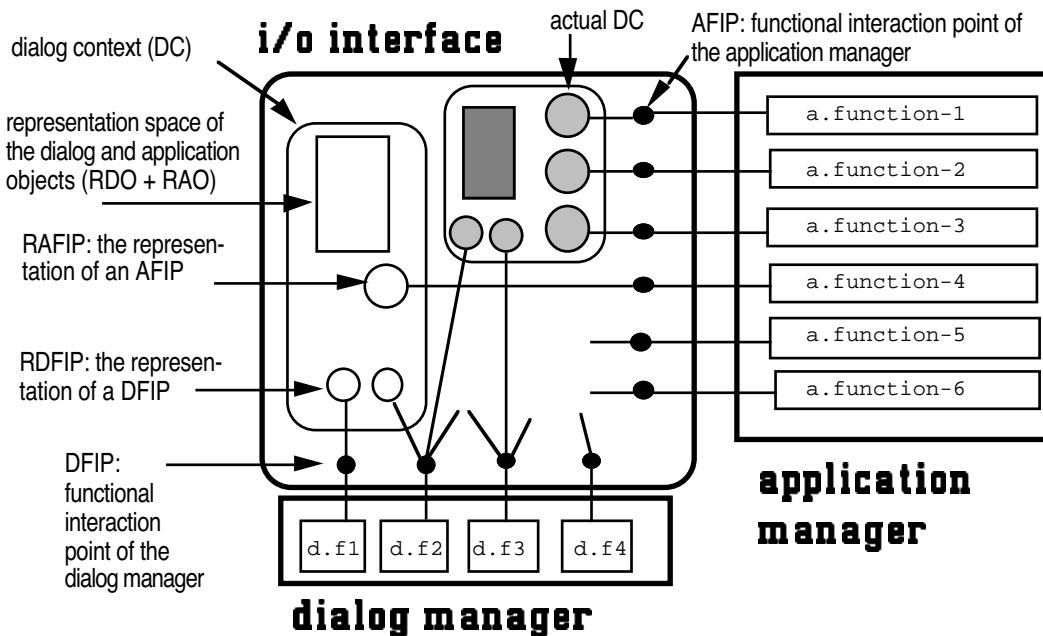 actual DC
AFIP: functional interaction point of
the application manager
i/o interface
dialog context (DC)
representation space of
the dialog and application
objects (RDO + RAO)
RAFIP: the represen-
tation of an AFIP
RDFIP: the represen-
tation of a DFIP
DFIP:
functional
interaction
point of the
dialog manager
a.function-1
a.function-2
a.function-3
a.function-4
a.function-5
a.function-6
application
manager
d.f1
d.f2
d.f3
d.f4
dialog manager